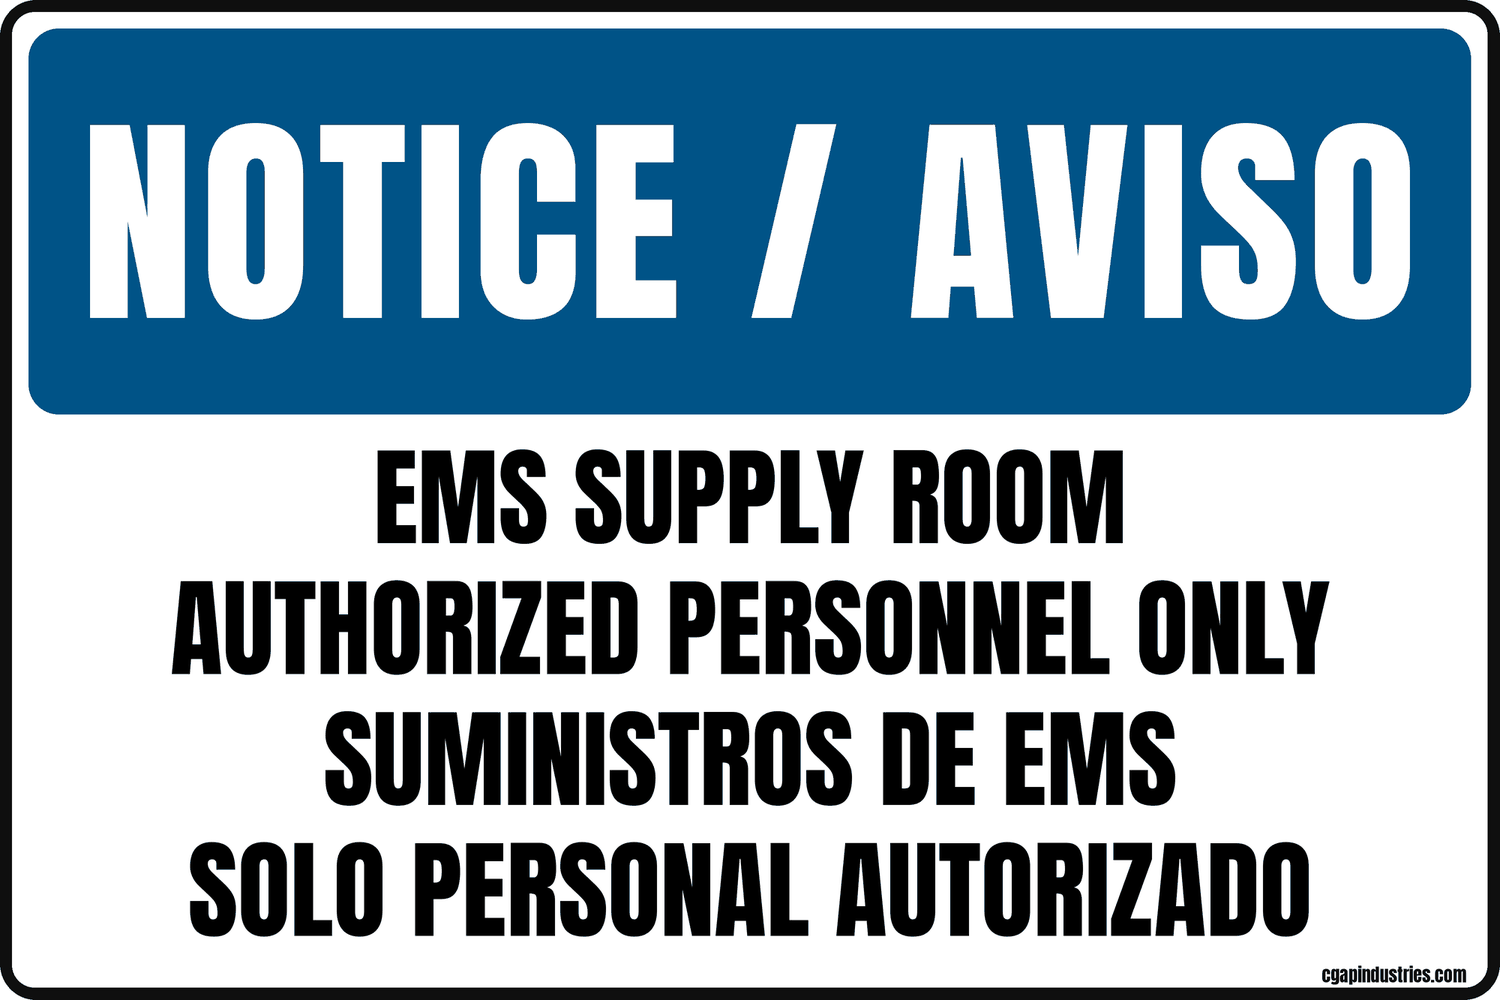 NOTICE / AVISO
EMS SUPPLY ROOM
AUTHORIZED PERSONNEL ONLY
SUMINISTROS DE EMS
SOLO PERSONAL AUTORIZADO
cgapindustries.com